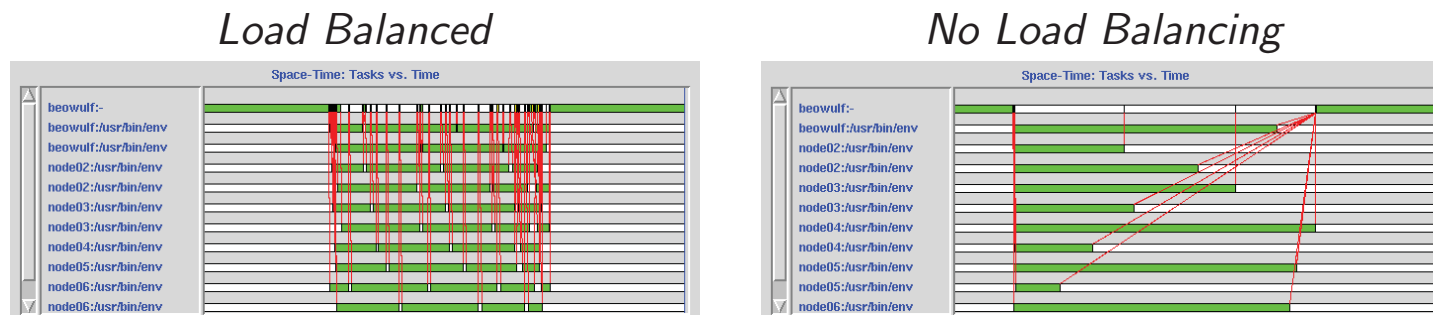 Load Balanced
Space-Time: Tasks vs. Time
beowulf:-
beowulf:/usr/bin/env
beowulf:/usr/bin/env
node02:/usr/bin/env
node02:/usr/bin/env
node03:/usr/bin/env
node03:/usr/bin/env
node04:/usr/bin/env
node05:/usr/bin/env
node06:/usr/bin/env
node06:/usr/bin/env
No Load Balancing
Space-Time: Tasks vs. Time
beowulf:-
beowulf:/usr/bin/env
node02:/usr/bin/env
node02:/usr/bin/env
node03:/usr/bin/env
node03:/usr/bin/env
node04:/usr/bin/env
node04:/usr/bin/env
node05:/usr/bin/env
node05:/usr/bin/env
node06:/usr/bin/env